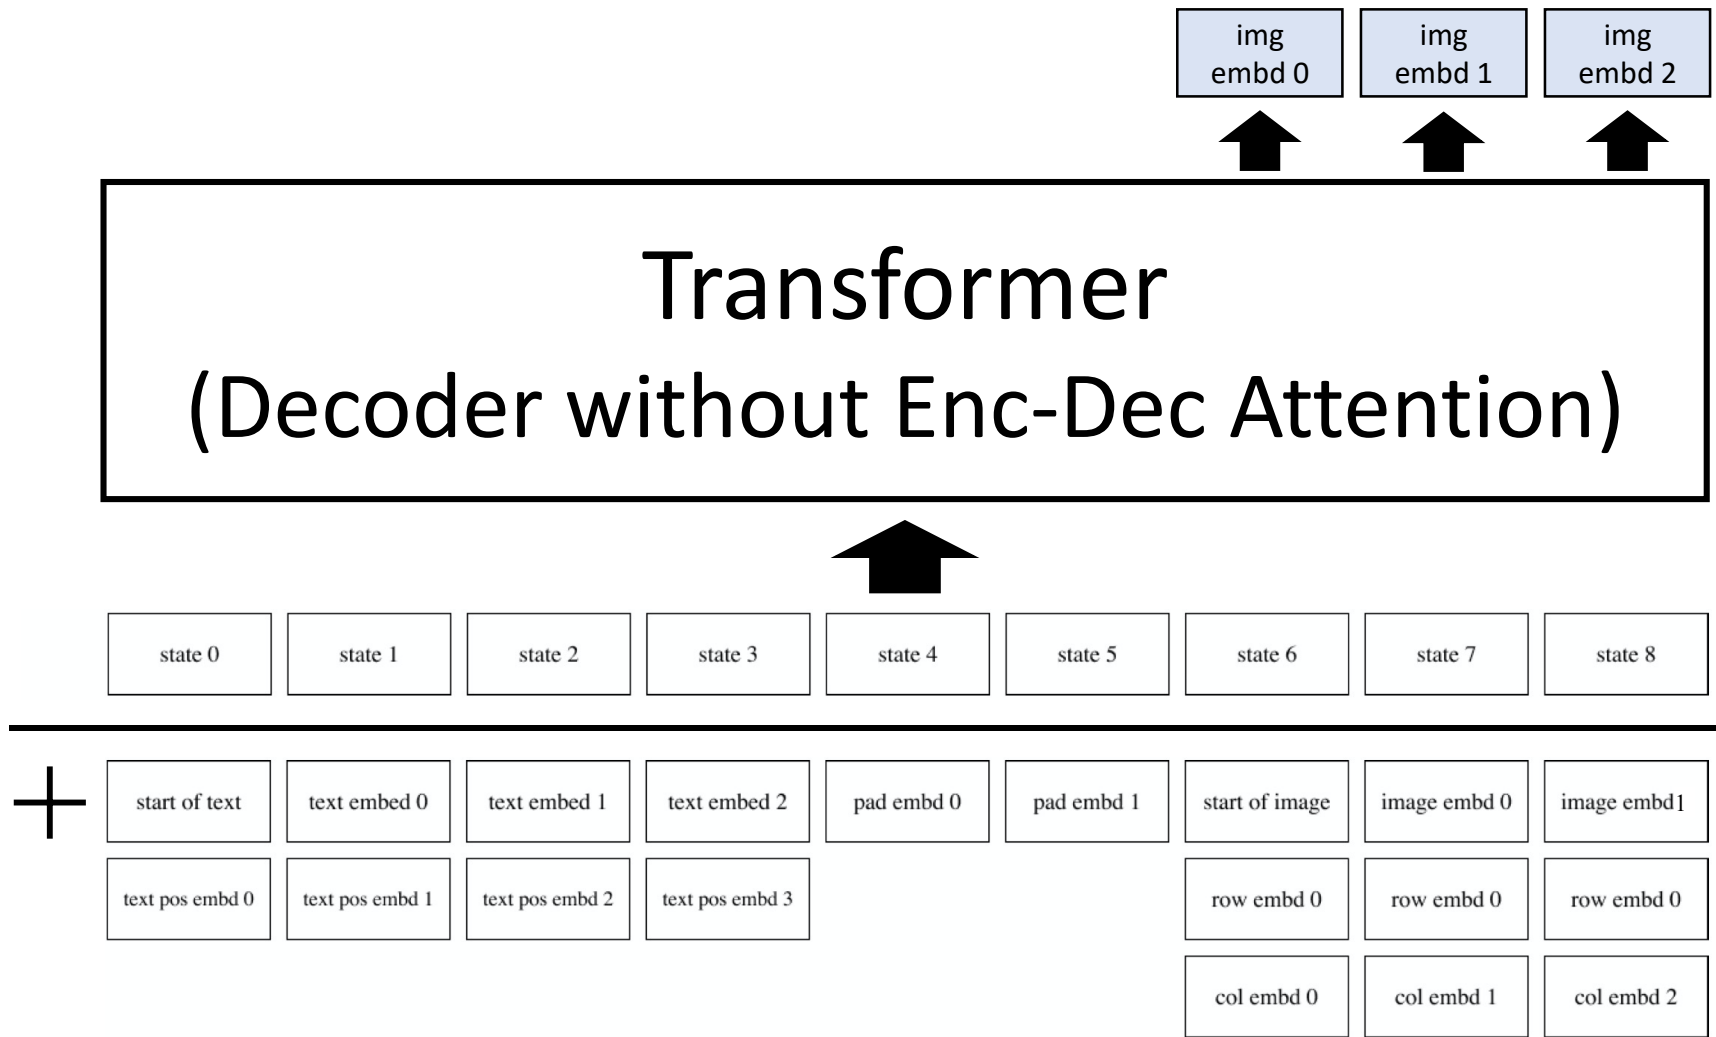 img
embd 0
img
embd 1
img
embd 2
Transformer
(Decoder without Enc-Dec Attention)
state 0
state 1
state 2
state 3
state 4
state 5
state 6
state 7
state 8
+
start of text
text embed 0
text embed 1
text embed 2
pad embd 0
pad embd 1
start of image
image embd 0
image embd1
text pos embd 0
text pos embd 1
text pos embd 2
text pos embd 3
row embd 0
row embd 0
row embd 0
col embd 0
col embd 1
col embd 2